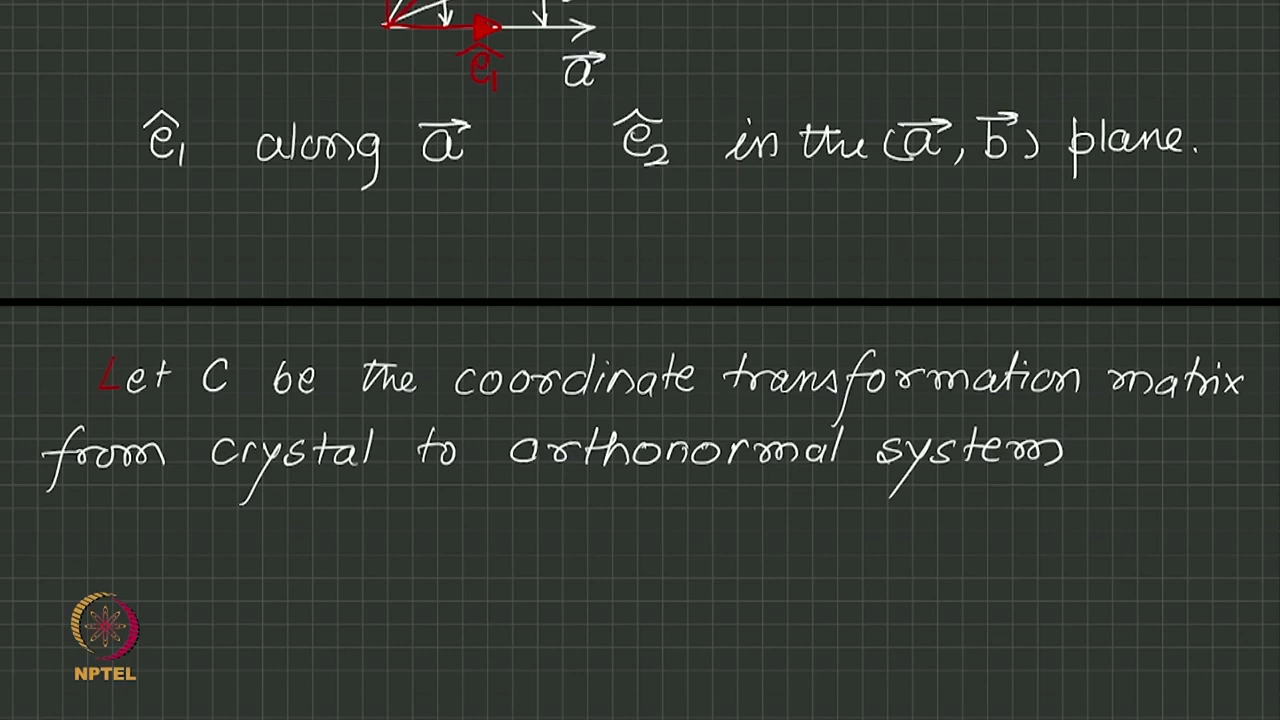 ê₁ a⃗
ê₁ along a⃗ ê₂ in the (a⃗, b⃗) plane.
Let C be the coordinate transformation matrix
from crystal to orthonormal system
NPTEL